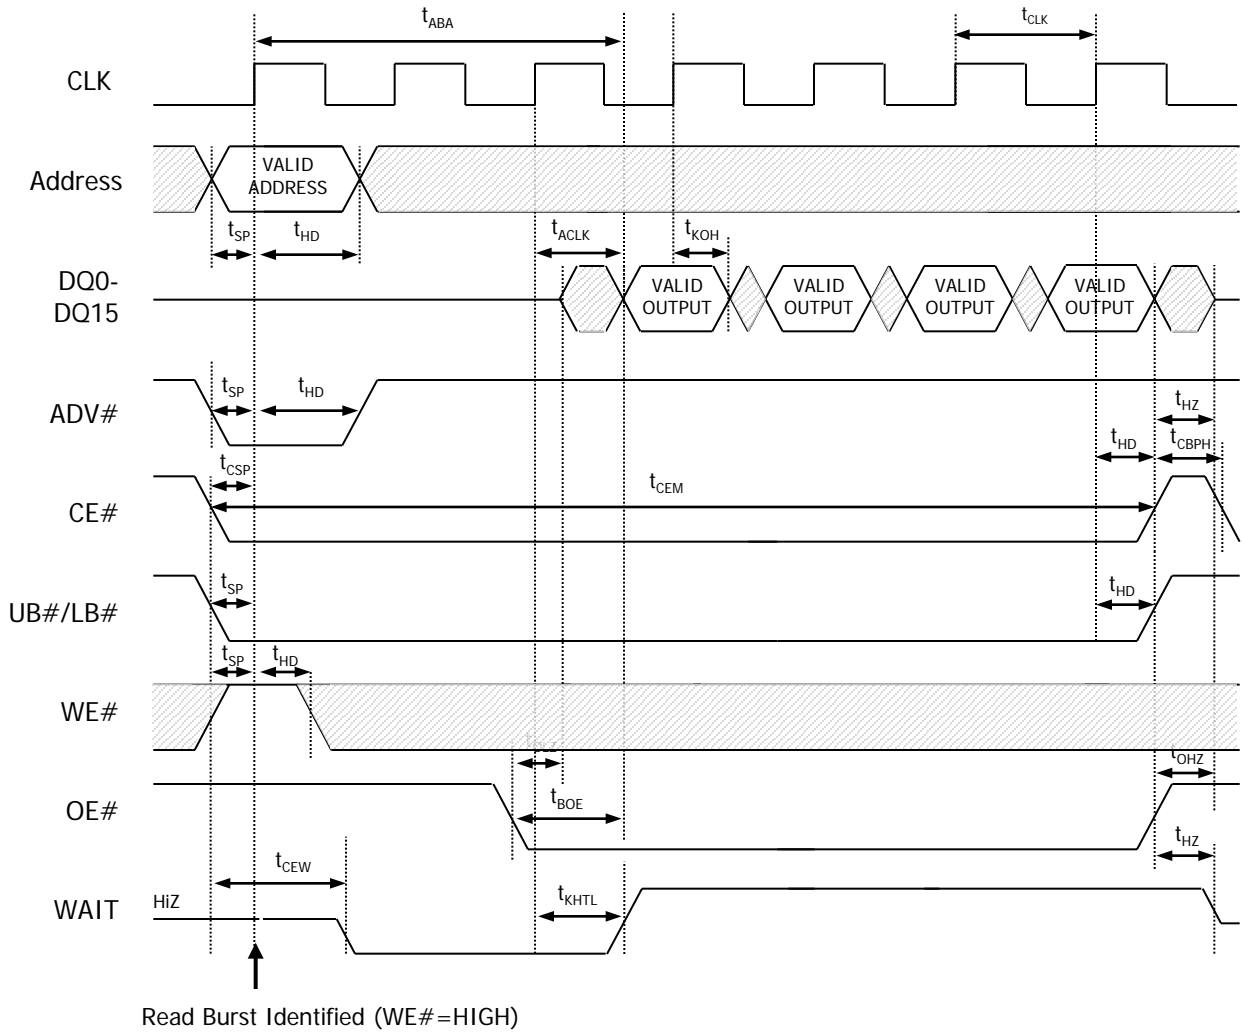 tABA
tCLK
CLK
VALID
ADDRESS
Address
tSP
tHD
tACLK
tKOH
DQ0-
DQ15
VALID
OUTPUT
VALID
OUTPUT
VALID
OUTPUT
VALID
OUTPUT
tSP
tHD
ADV#
tHZ
tHD
tCBPH
tCSP
tCEM
CE#
tSP
tHD
UB#/LB#
tSP
tHD
WE#
tOHZ
tBOE
OE#
tHZ
tCEW
HiZ
tKHTL
WAIT
Read Burst Identified (WE#=HIGH)